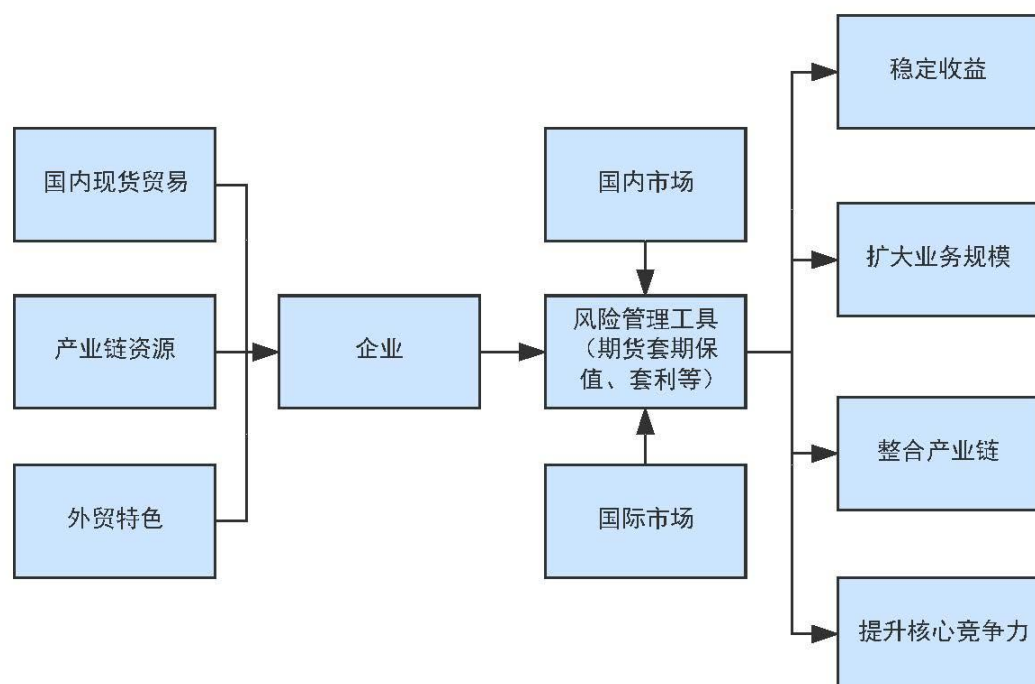 稳定收益
国内现货贸易
国内市场
扩大业务规模
产业链资源
企业
风险管理工具
（期货套期保
值、套利等）
整合产业链
外贸特色
国际市场
提升核心竞争力